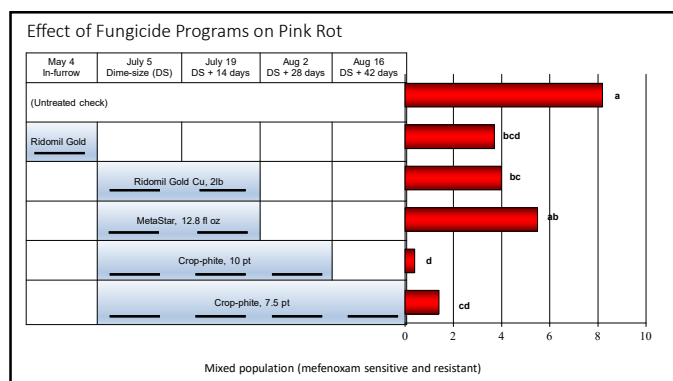 Effect of Fungicide Programs on Pink Rot
May 4 July 5 July 19 Aug 2 Aug 16
In-furrow Dime-size (DS) DS + 14 days DS + 28 days DS + 42 days
(Untreated check) a
Ridomil Gold bcd
Ridomil Gold Cu, 2lb bc
MetaStar, 12.8 fl oz ab
Crop-phite, 10 pt d
Crop-phite, 7.5 pt cd
0 2 4 6 8 10
Mixed population (mefenoxam sensitive and resistant)